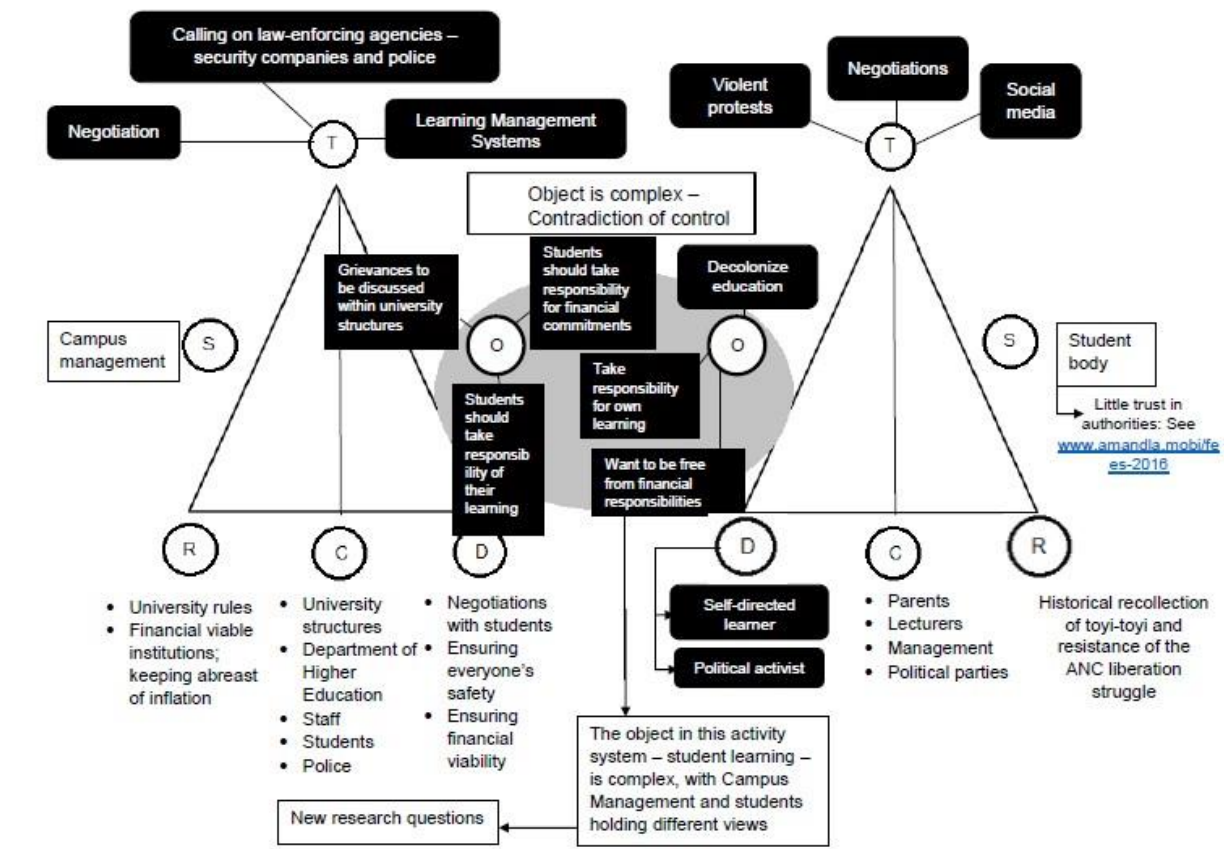 Calling on law-enforcing agencies –
security companies and police
Negotiation
Learning Management
Systems
T
Violent
protests
Negotiations
Social
media
T
Object is complex –
Contradiction of control
Grievances to
be discussed
within university
structures
Students
should take
responsibility
for financial
commitments
Decolonize
education
Campus
management
S
O
O
S
Student
body
Take
responsibility
for own
learning
Students
should
take
responsib
ility of
their
learning
Little trust in
authorities: See
www.amandla.mobi/fe
es-2016
Want to be free
from financial
responsibilities
R
C
D
D
C
R
• University rules
• Financial viable
institutions;
keeping abreast
of inflation
• University
structures
• Department of
Higher
Education
• Staff
• Students
• Police
• Negotiations
with students
• Ensuring
everyone's
safety
• Ensuring
financial
viability
Self-directed
learner
Political activist
• Parents
• Lecturers
• Management
• Political parties
Historical recollection
of toyi-toyi and
resistance of the
ANC liberation
struggle
The object in this activity
system – student learning –
is complex, with Campus
Management and students
holding different views
New research questions